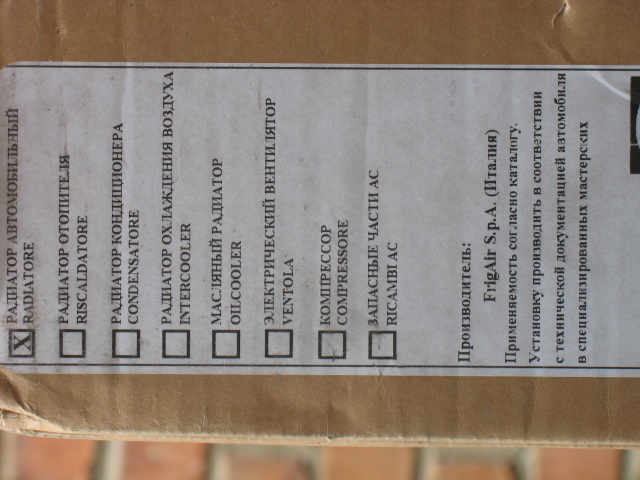 X РАДИАТОР АВТОМОБИЛЬНЫЙ
RADIATORE
РАДИАТОР ОТОПИТЕЛЯ
RISCALDATORE
РАДИАТОР КОНДИЦИОНЕРА
CONDENSATORE
РАДИАТОР ОХЛАЖДЕНИЯ ВОЗДУХА
INTERCOOLER
МАСЛЯНЫЙ РАДИАТОР
OILCOOLER
ЭЛЕКТРИЧЕСКИЙ ВЕНТИЛЯТОР
VENTOLA
КОМПРЕССОР
COMPRESSORE
ЗАПАСНЫЕ ЧАСТИ AC
RICAMBI AC
Производитель:
FrigAir S.p.A. (Италия)
Применяемость согласно каталогу.
Установку производить в соответствии
с технической документацией автомобиля
в специализированных мастерских